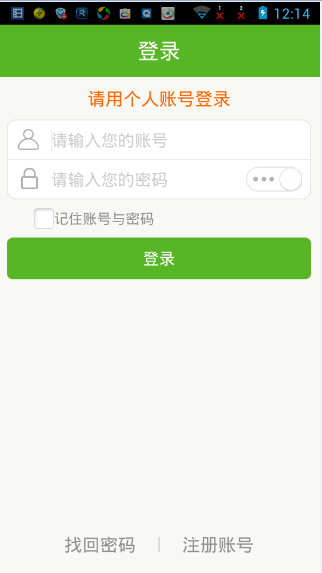 12:14
登录
请用个人账号登录
请输入您的账号
请输入您的密码
记住账号与密码
登录
找回密码 | 注册账号